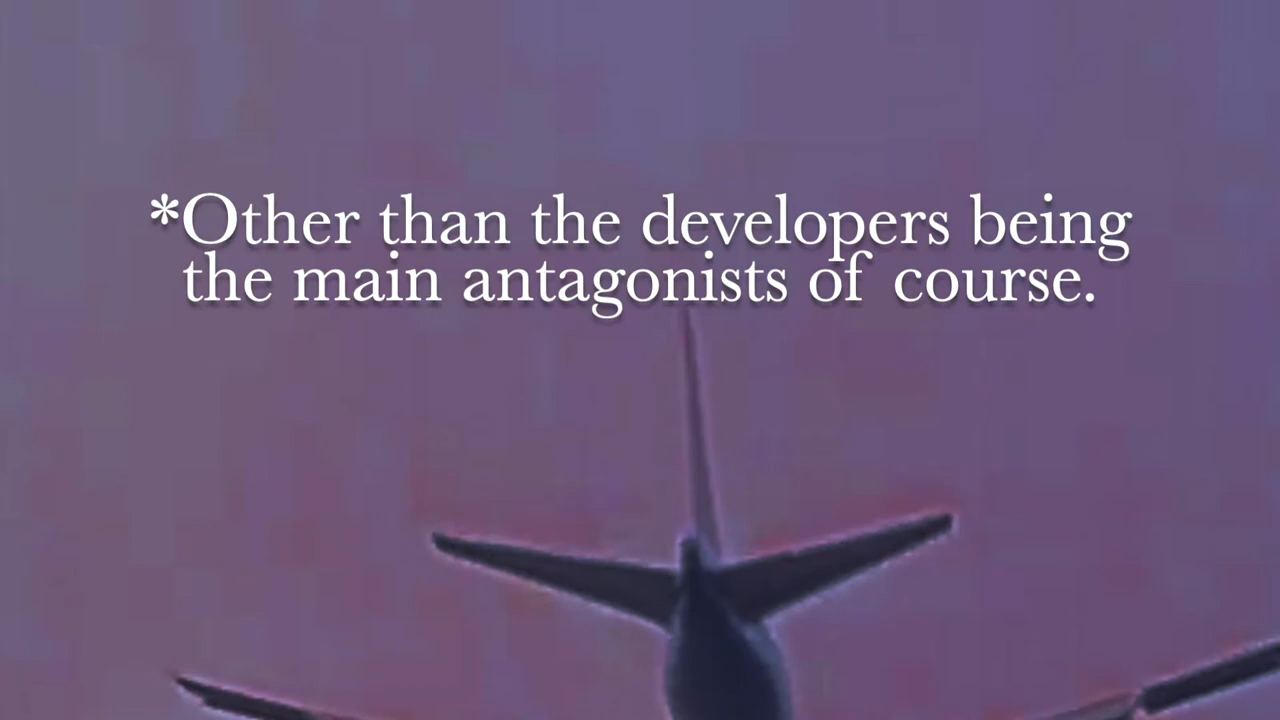 *Other than the developers being
the main antagonists of course.